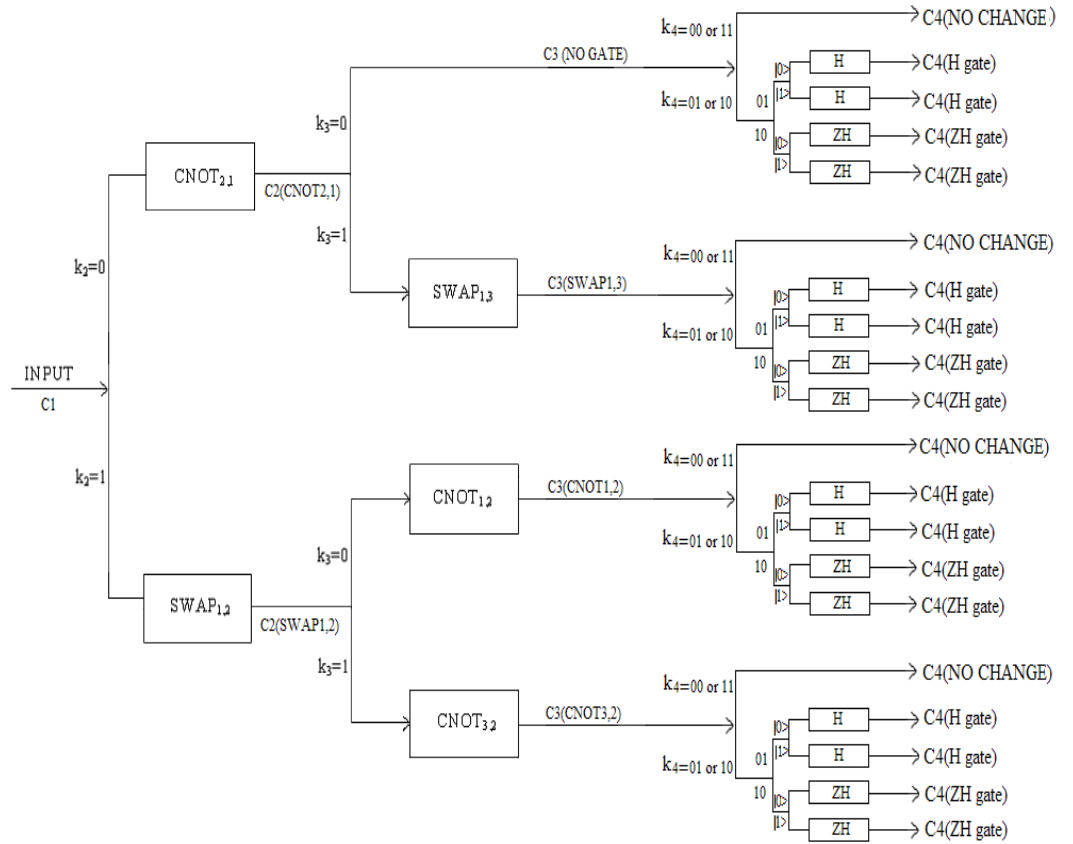 INPUT
C1
k2=0
k2=1
CNOT2,1
C2(CNOT2,1)
SWAP1,2
C2(SWAP1,2)
k3=0
k3=1
C3 (NO GATE)
SWAP1,3
C3(SWAP1,3)
k3=0
k3=1
CNOT1,2
C3(CNOT1,2)
CNOT3,2
C3(CNOT3,2)
k4=00 or 11
C4(NO CHANGE)
k4=01 or 10
01
10
|0>
H
C4(H gate)
|1>
H
C4(H gate)
|0>
ZH
C4(ZH gate)
|1>
ZH
C4(ZH gate)
k4=00 or 11
C4(NO CHANGE)
k4=01 or 10
01
10
|0>
H
C4(H gate)
|1>
H
C4(H gate)
|0>
ZH
C4(ZH gate)
|1>
ZH
C4(ZH gate)
k4=00 or 11
C4(NO CHANGE)
k4=01 or 10
01
10
|0>
H
C4(H gate)
|1>
H
C4(H gate)
|0>
ZH
C4(ZH gate)
|1>
ZH
C4(ZH gate)
k4=00 or 11
C4(NO CHANGE)
k4=01 or 10
01
10
|0>
H
C4(H gate)
|1>
H
C4(H gate)
|0>
ZH
C4(ZH gate)
|1>
ZH
C4(ZH gate)